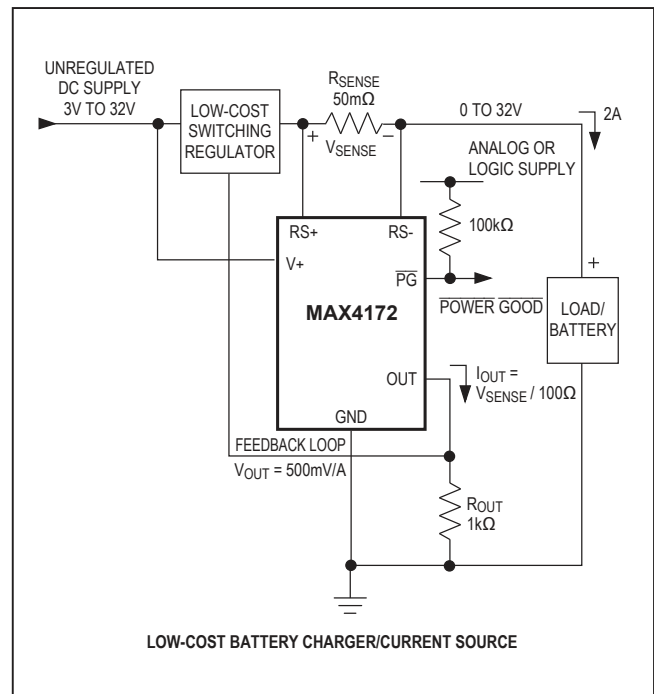 UNREGULATED
DC SUPPLY
3V TO 32V
LOW-COST
SWITCHING
REGULATOR
RSENSE
50mΩ
+
VSENSE
−
0 TO 32V
2A
ANALOG OR
LOGIC SUPPLY
100kΩ
RS+
RS-
V+
PG
POWER GOOD
MAX4172
+
LOAD/
BATTERY
OUT
IOUT =
VSENSE / 100Ω
GND
FEEDBACK LOOP
VOUT = 500mV/A
ROUT
1kΩ
LOW-COST BATTERY CHARGER/CURRENT SOURCE